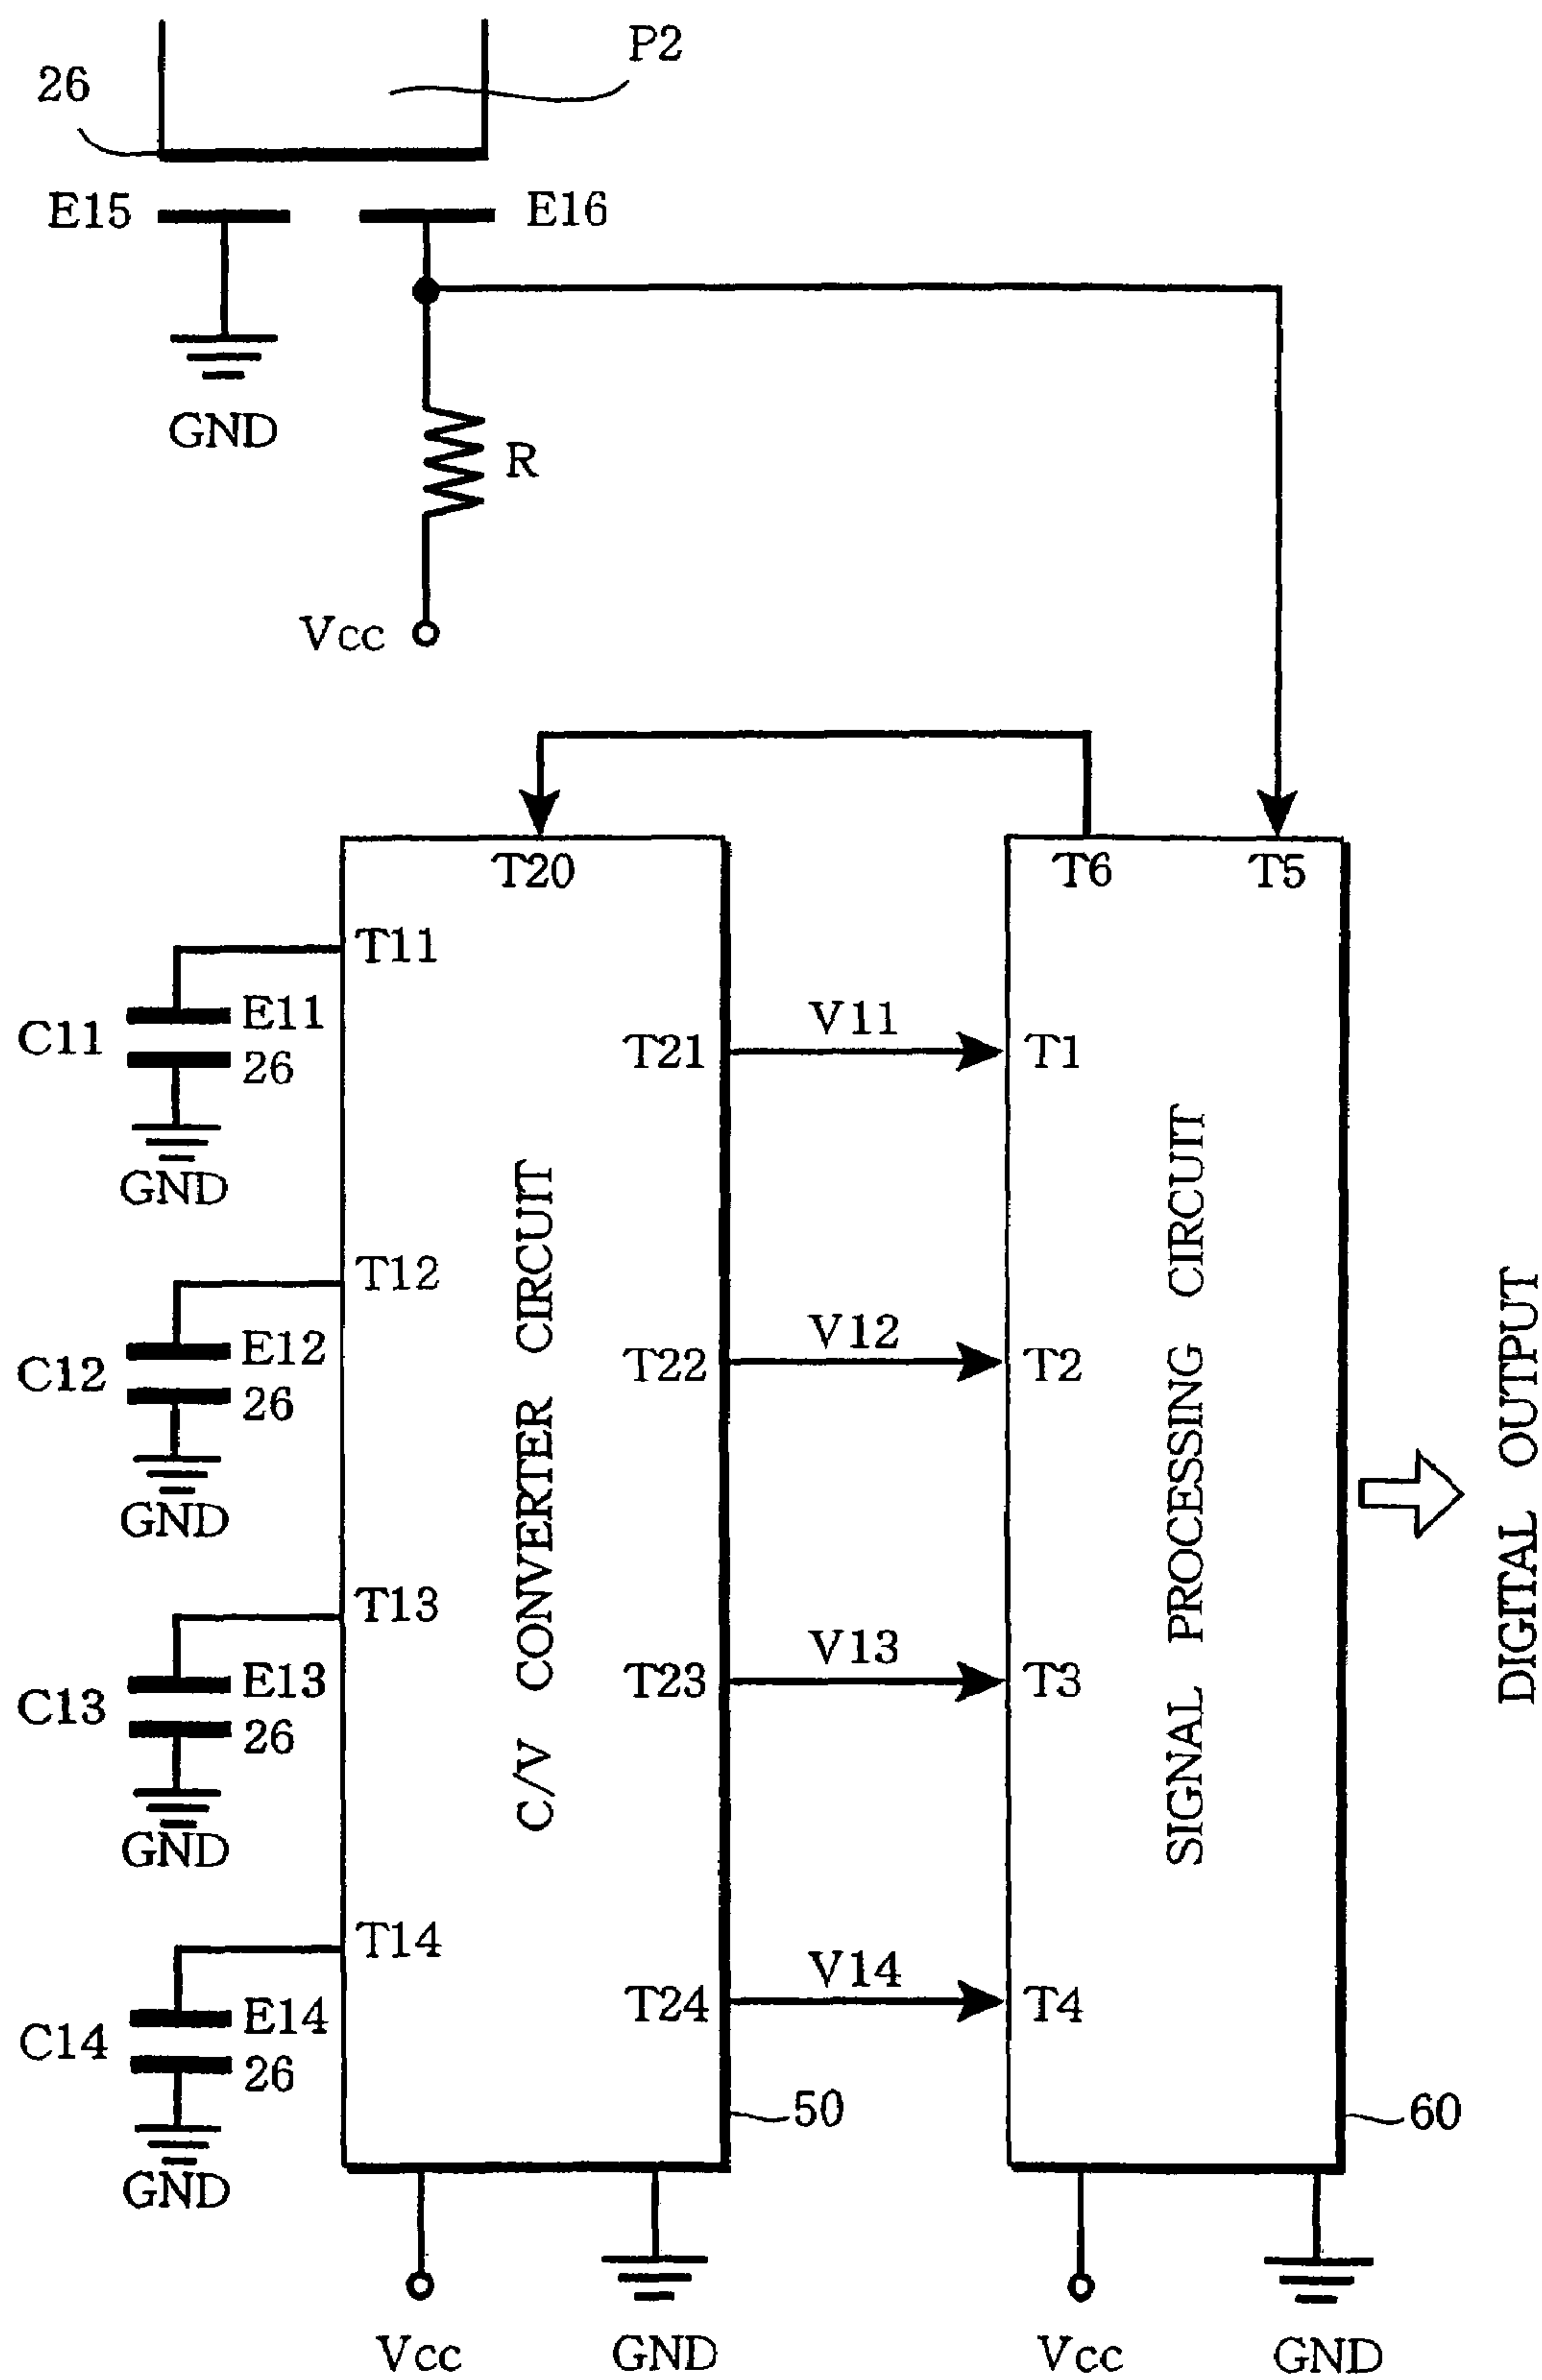 P2
26
E15
E16
GND
R
Vcc
T20
T6
T5
T11
C11
E11
26
GND
T21
V11
T1
T12
C12
E12
26
GND
T22
V12
T2
T13
C13
E13
26
GND
T23
V13
T3
T14
C14
E14
26
GND
T24
V14
T4
C/V CONVERTER CIRCUIT
SIGNAL PROCESSING CIRCUIT
DIGITAL OUTPUT
50
60
Vcc
GND
Vcc
GND